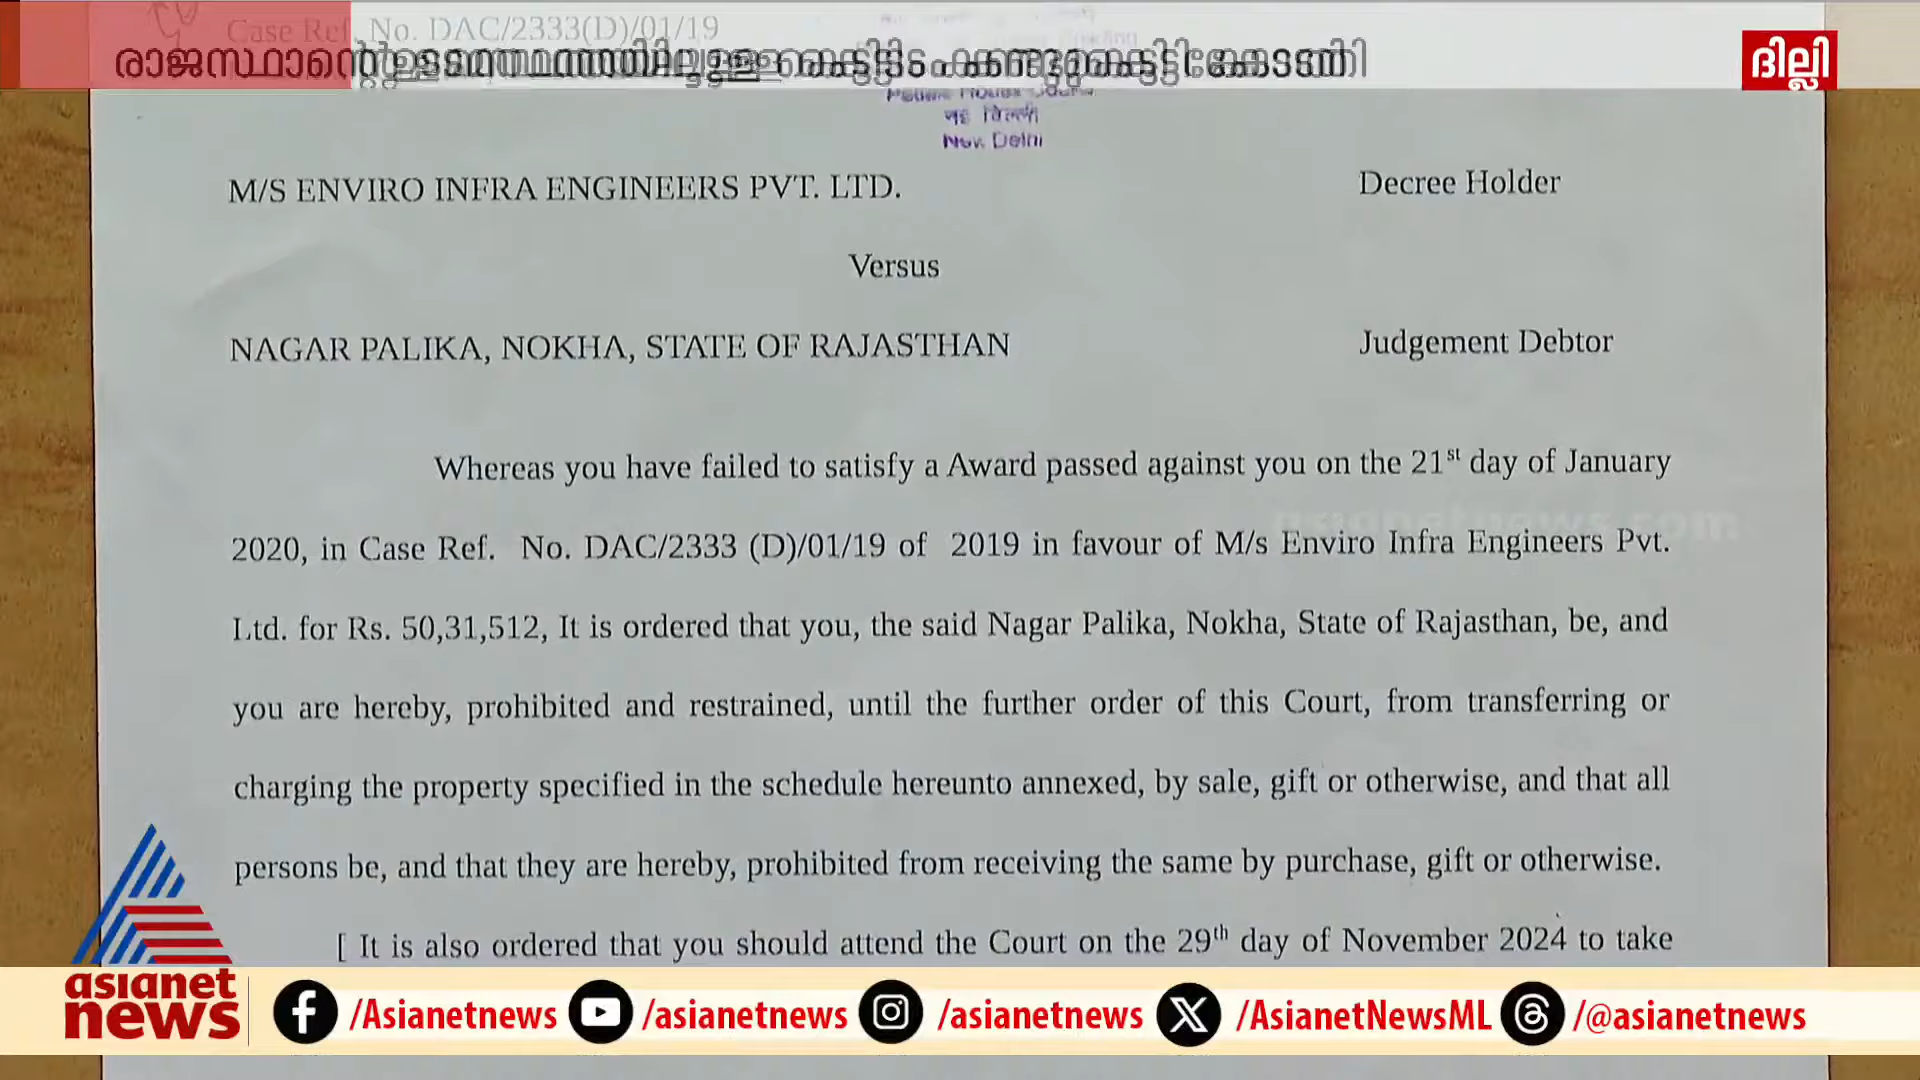 Case Ref. No. DAC/2333(D)/01/19
രാജസ്ഥാന്റെ ഉടമസ്ഥതയിലുള്ള കെട്ടിടം കണ്ടുകെട്ടി കോടതി
ദില്ലി
नई दिल्ली
New Delhi
M/S ENVIRO INFRA ENGINEERS PVT. LTD. Decree Holder
Versus
NAGAR PALIKA, NOKHA, STATE OF RAJASTHAN Judgement Debtor
Whereas you have failed to satisfy a Award passed against you on the 21st day of January
2020, in Case Ref. No. DAC/2333 (D)/01/19 of 2019 in favour of M/s Enviro Infra Engineers Pvt.
Ltd. for Rs. 50,31,512, It is ordered that you, the said Nagar Palika, Nokha, State of Rajasthan, be, and
you are hereby, prohibited and restrained, until the further order of this Court, from transferring or
charging the property specified in the schedule hereunto annexed, by sale, gift or otherwise, and that all
persons be, and that they are hereby, prohibited from receiving the same by purchase, gift or otherwise.
[ It is also ordered that you should attend the Court on the 29th day of November 2024 to take
asianetnews.com
asianet
news
/Asianetnews /asianetnews /asianetnews /AsianetNewsML /@asianetnews